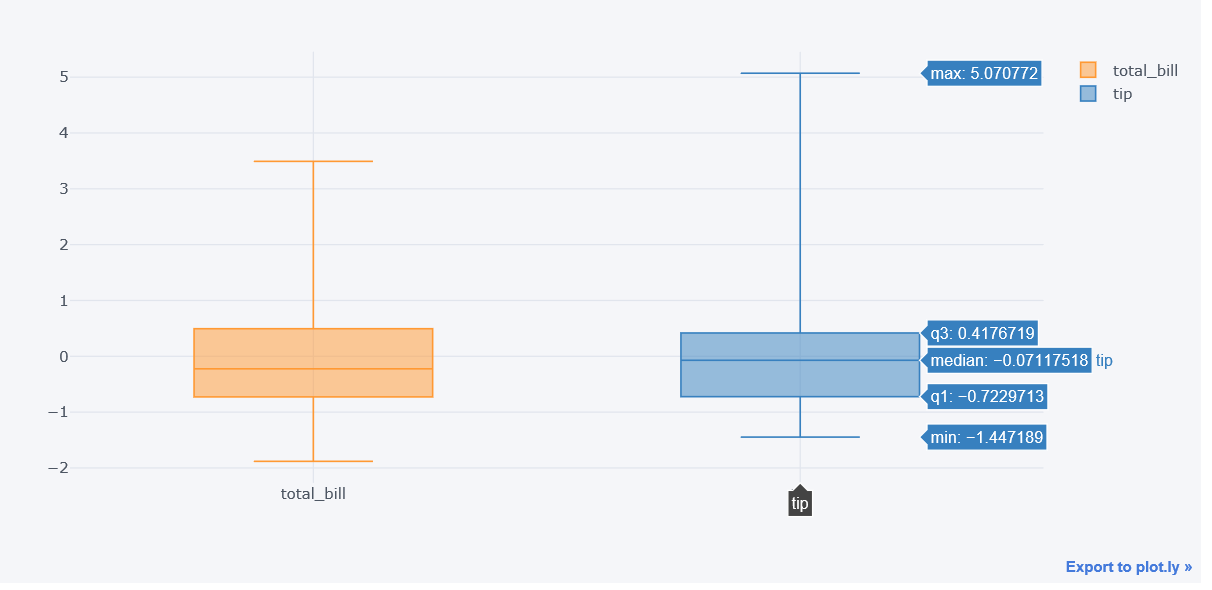 5
4
3
2
1
0
−1
−2
total_bill
tip
max: 5.070772
q3: 0.4176719
median: −0.07117518 tip
q1: −0.7229713
min: −1.447189
total_bill
tip
Export to plot.ly »